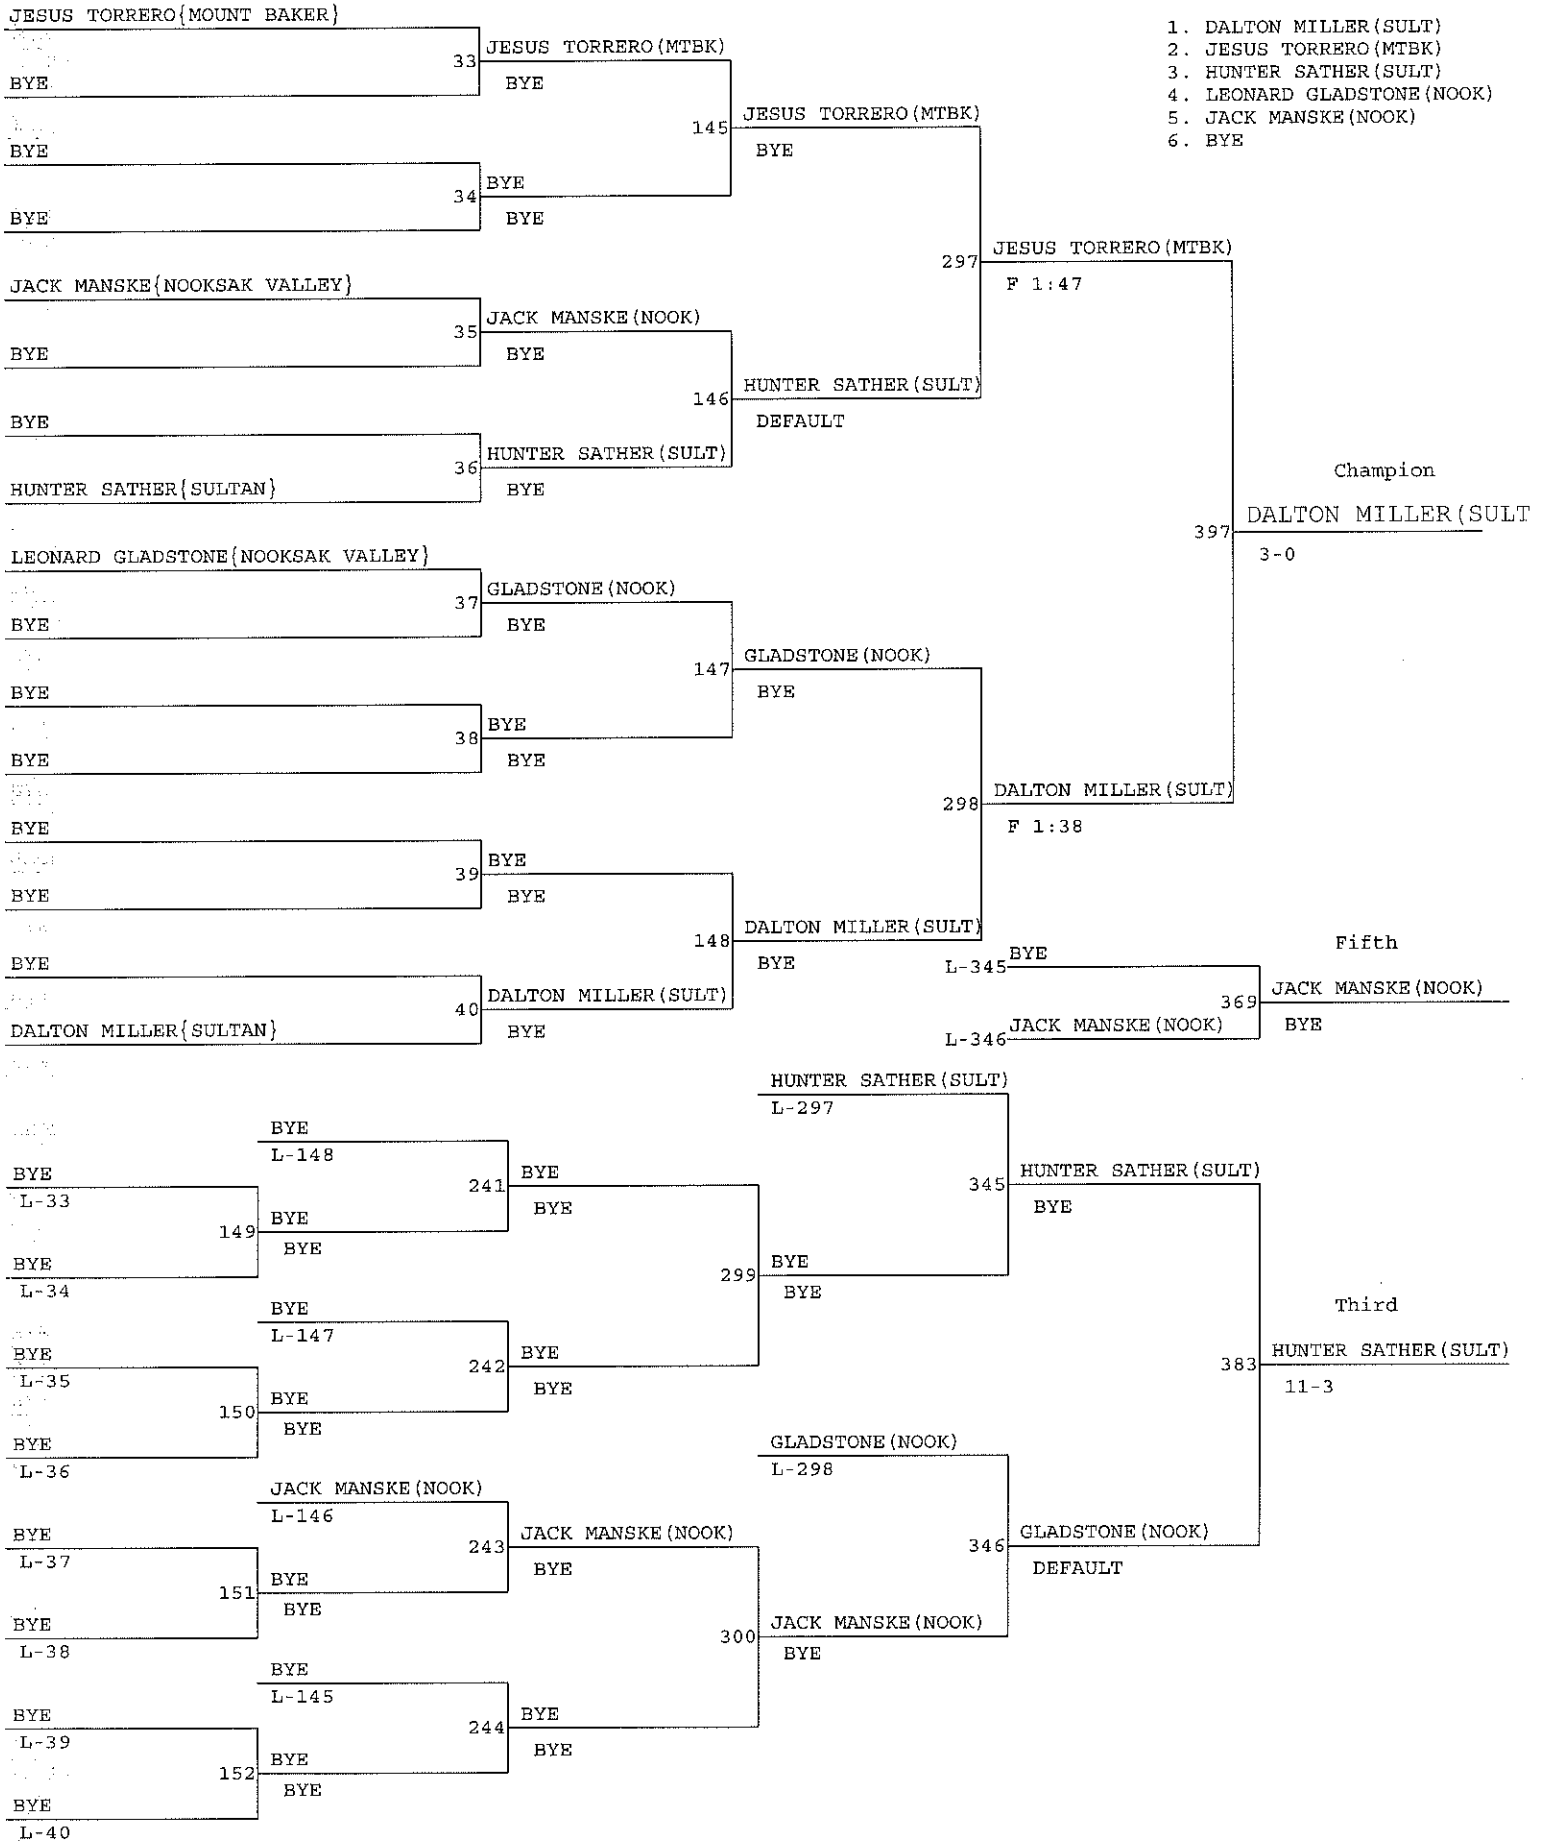 JESUS TORRERO{MOUNT BAKER}
33
JESUS TORRERO(MTBK)
BYE
BYE
145
JESUS TORRERO(MTBK)
BYE
BYE
34
BYE
BYE
BYE
297
JESUS TORRERO(MTBK)
F 1:47
JACK MANSKE{NOOKSAK VALLEY}
35
JACK MANSKE(NOOK)
BYE
BYE
146
HUNTER SATHER(SULT)
DEFAULT
BYE
36
HUNTER SATHER(SULT)
BYE
HUNTER SATHER{SULTAN}
1. DALTON MILLER(SULT)
2. JESUS TORRERO(MTBK)
3. HUNTER SATHER(SULT)
4. LEONARD GLADSTONE(NOOK)
5. JACK MANSKE(NOOK)
6. BYE
Champion
397
DALTON MILLER(SULT
3-0
LEONARD GLADSTONE{NOOKSAK VALLEY}
37
GLADSTONE(NOOK)
BYE
BYE
147
GLADSTONE(NOOK)
BYE
BYE
38
BYE
BYE
BYE
298
DALTON MILLER(SULT)
F 1:38
BYE
39
BYE
BYE
BYE
148
DALTON MILLER(SULT)
BYE
BYE
40
DALTON MILLER(SULT)
BYE
DALTON MILLER{SULTAN}
Fifth
L-345
BYE
369
JACK MANSKE(NOOK)
BYE
L-346
JACK MANSKE(NOOK)
HUNTER SATHER(SULT)
L-297
BYE
L-148
BYE
L-33
241
BYE
BYE
149
BYE
BYE
BYE
L-34
345
HUNTER SATHER(SULT)
BYE
299
BYE
BYE
BYE
L-147
BYE
L-35
242
BYE
BYE
150
BYE
BYE
BYE
L-36
Third
383
HUNTER SATHER(SULT)
11-3
GLADSTONE(NOOK)
L-298
JACK MANSKE(NOOK)
L-146
BYE
L-37
243
JACK MANSKE(NOOK)
BYE
151
BYE
BYE
BYE
L-38
346
GLADSTONE(NOOK)
DEFAULT
300
JACK MANSKE(NOOK)
BYE
BYE
L-145
BYE
L-39
244
BYE
BYE
152
BYE
BYE
BYE
L-40